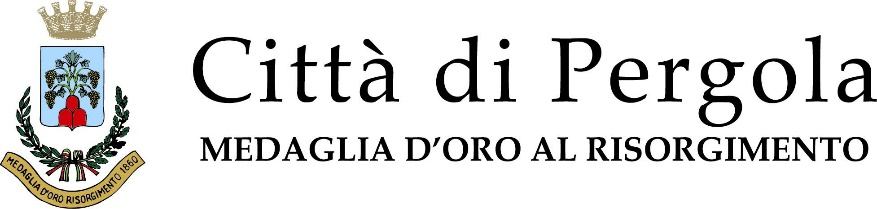 Città di Pergola
MEDAGLIA D'ORO AL RISORGIMENTO
MEDAGLIA D'ORO RISORGIMENTO 1860